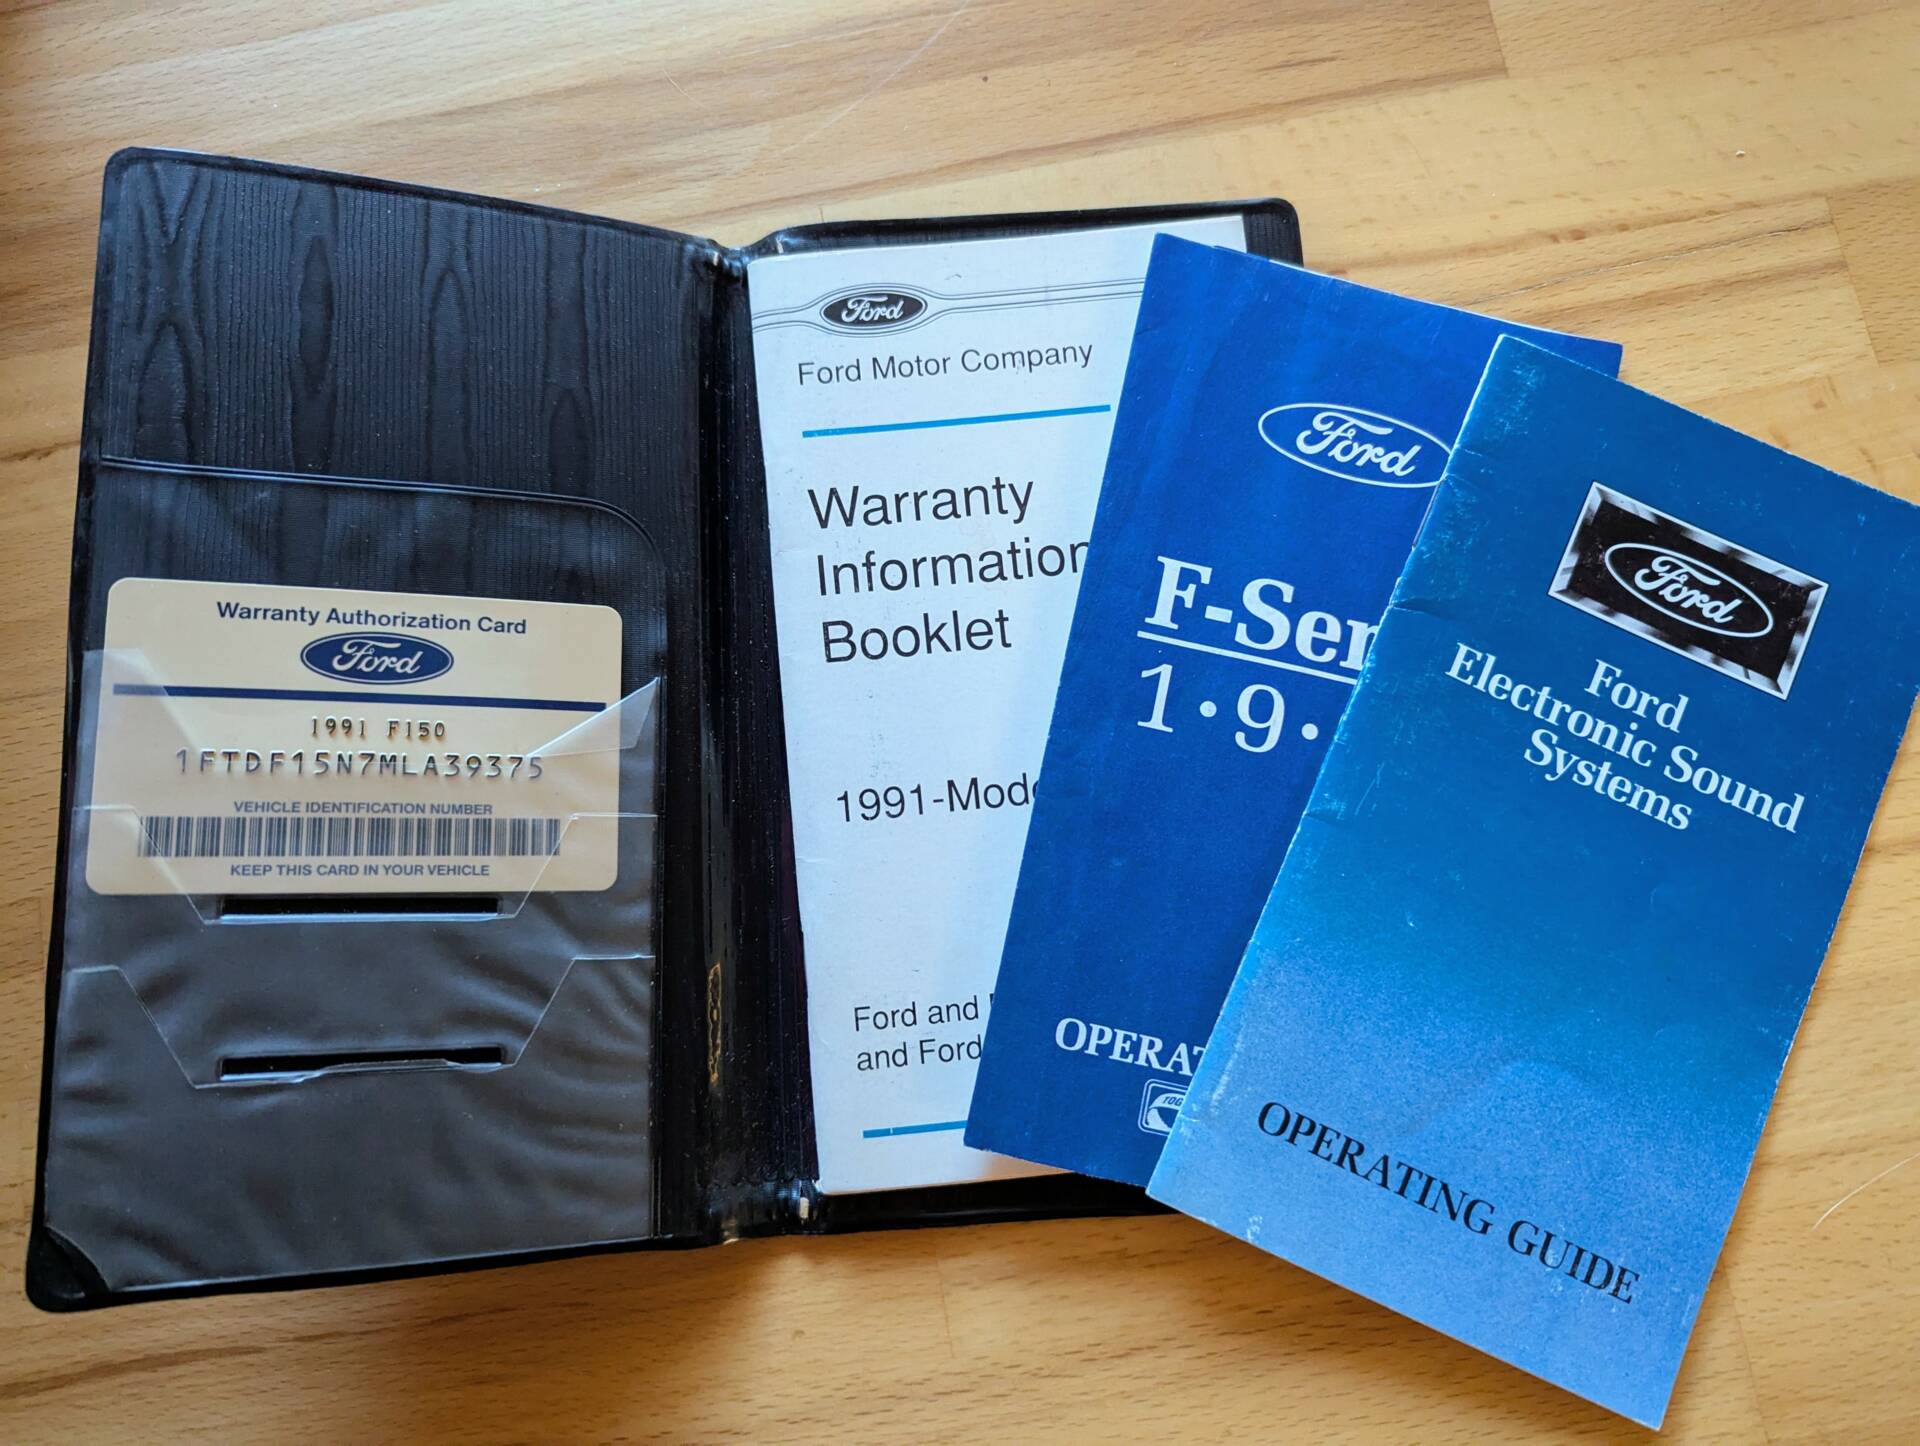 Warranty Authorization Card
Ford
1991 F150
1FTDF15N7MLA39375
VEHICLE IDENTIFICATION NUMBER
KEEP THIS CARD IN YOUR VEHICLE
Ford
Ford Motor Company
Warranty
Information
Booklet
1991-Mode
Ford and
and Ford
Ford
F-Ser
1·9·
OPERAT
TOG
Ford
Ford
Electronic Sound
Systems
OPERATING GUIDE